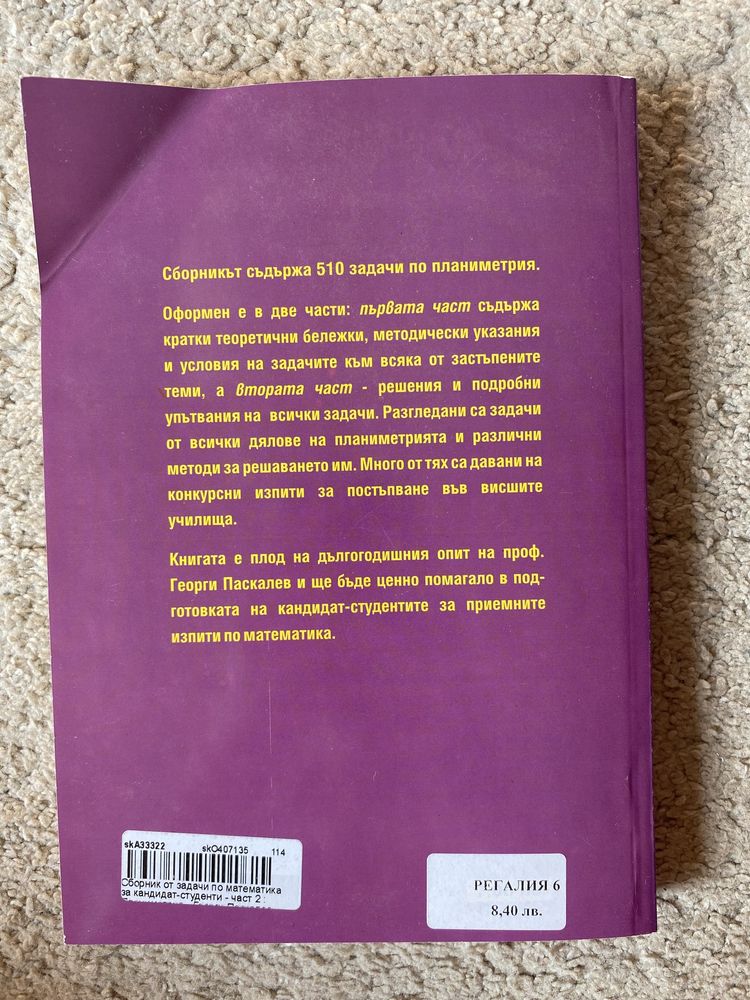 Сборникът съдържа 510 задачи по планиметрия.
Оформен е в две части: първата част съдържа
кратки теоретични бележки, методически указания
и условия на задачите към всяка от застъпените
теми, а втората част - решения и подробни
упътвания на всички задачи. Разгледани са задачи
от всички дялове на планиметрията и различни
методи за решаването им. Много от тях са давани на
конкурсни изпити за постъпване във висшите
училища.
Книгата е плод на дългогодишния опит на проф.
Георги Паскалев и ще бъде ценно помагало в под-
готовката на кандидат-студентите за приемните
изпити по математика.
skA33322 skO407135 114
Сборник от задачи по математика
за кандидат-студенти - част 2 :
РЕГАЛИЯ 6
8,40 лв.